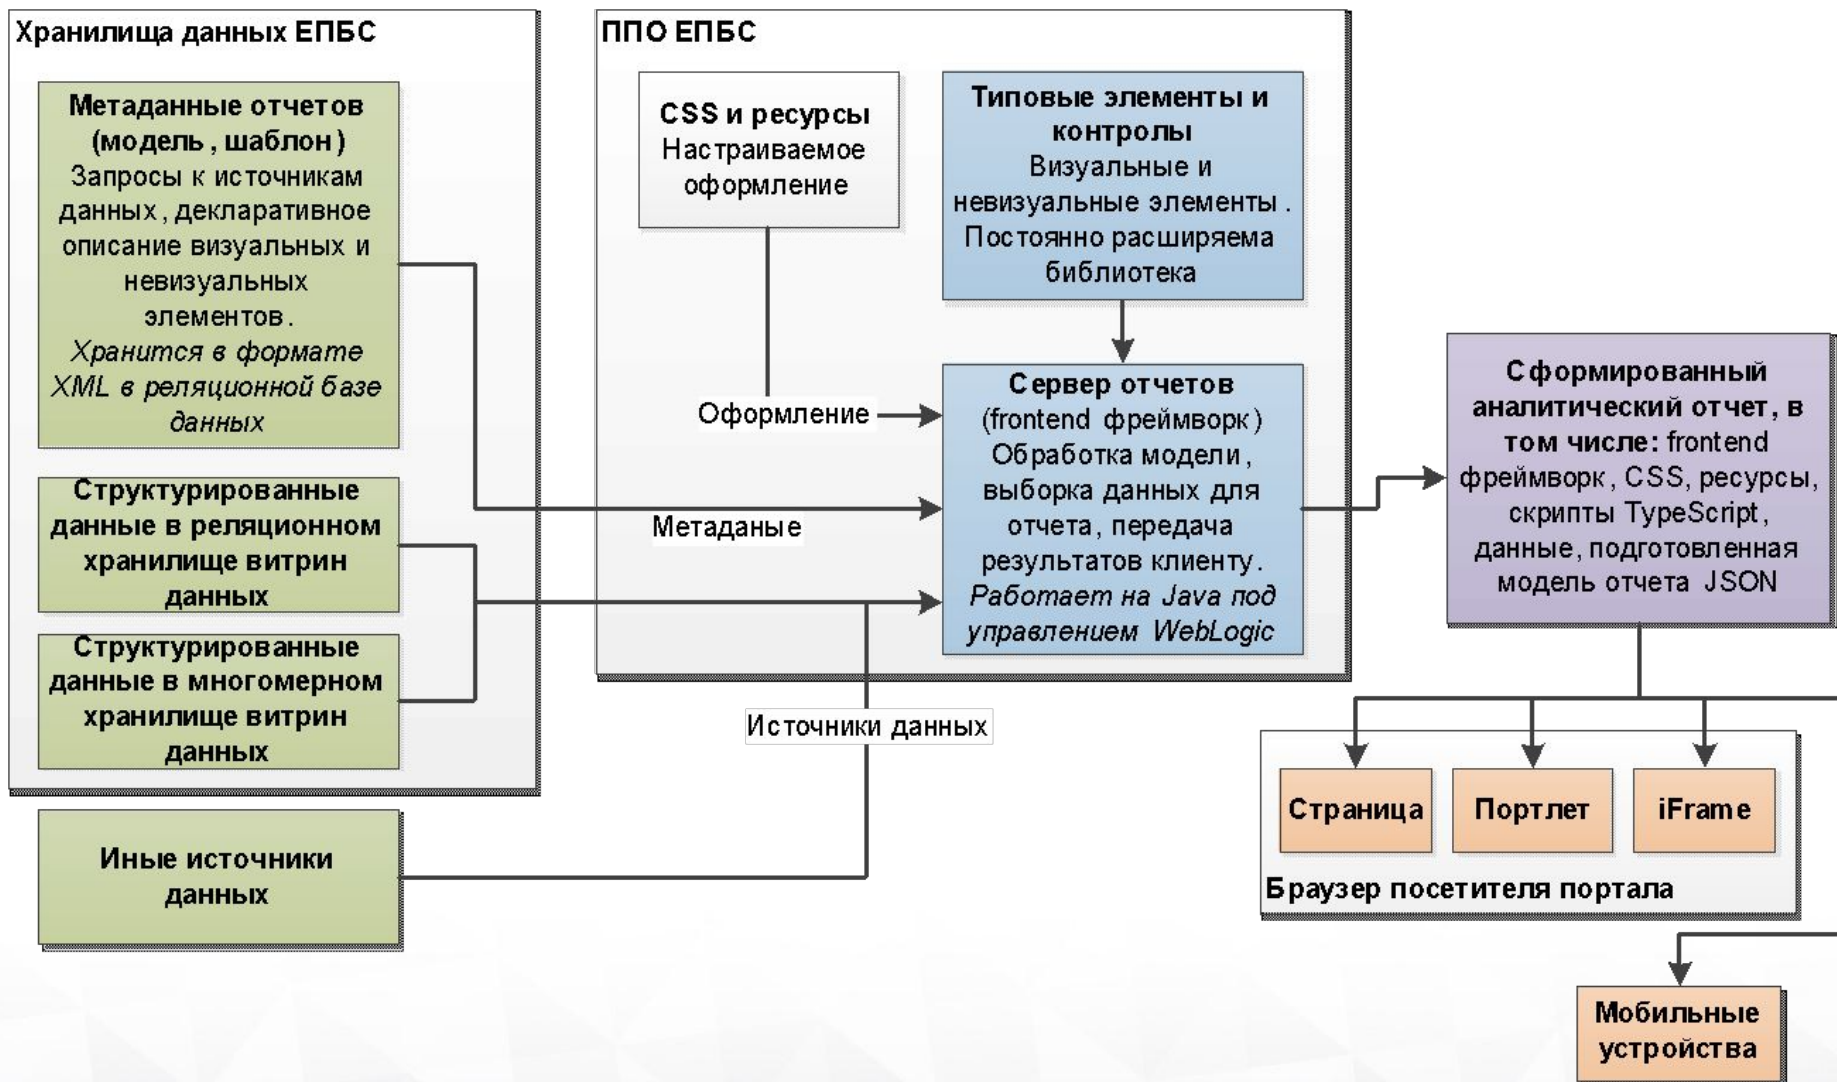 Хранилища данных ЕПБС
Метаданные отчетов
(модель, шаблон)
Запросы к источникам
данных, декларативное
описание визуальных и
невизуальных
элементов.
Хранится в формате
XML в реляционной базе
данных
Структурированные
данные в реляционном
хранилище витрин
данных
Структурированные
данные в многомерном
хранилище витрин
данных
Иные источники
данных
ППО ЕПБС
CSS и ресурсы
Настраиваемое
оформление
Типовые элементы и
контролы
Визуальные и
невизуальные элементы.
Постоянно расширяема
библиотека
Оформление
Метаданые
Источники данных
Сервер отчетов
(frontend фреймворк)
Обработка модели,
выборка данных для
отчета, передача
результатов клиенту.
Работает на Java под
управлением WebLogic
Сформированный
аналитический отчет, в
том числе: frontend
фреймворк, CSS, ресурсы,
скрипты TypeScript,
данные, подготовленная
модель отчета JSON
Страница
Портлет
iFrame
Браузер посетителя портала
Мобильные
устройства